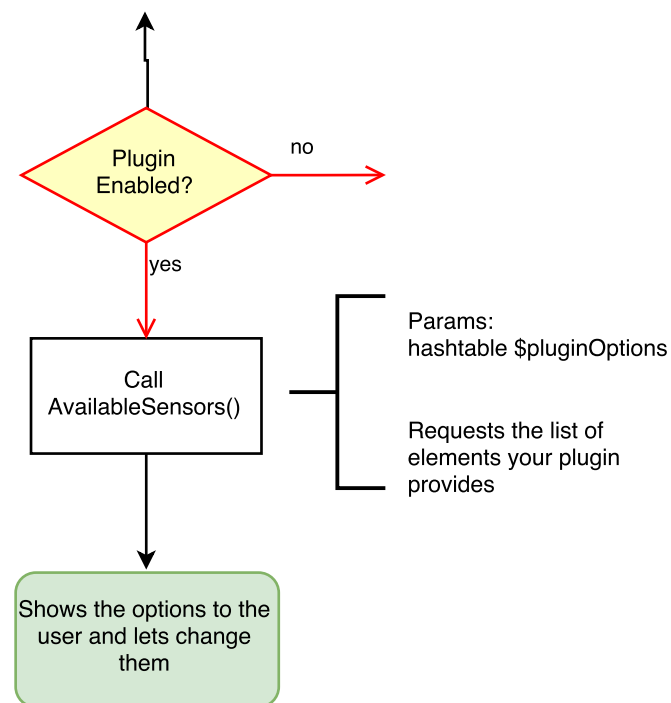 Plugin
Enabled?
no
yes
Call
AvailableSensors()
Params:
hashtable $pluginOptions
Requests the list of
elements your plugin
provides
Shows the options to the
user and lets change
them